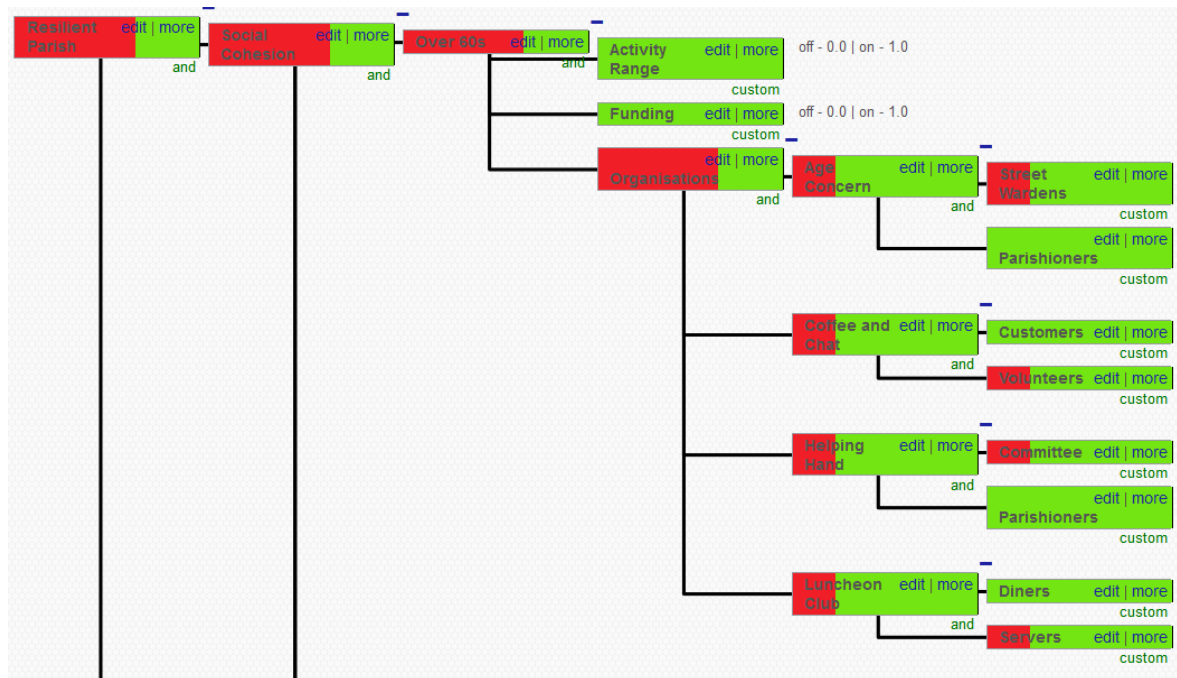 Resilient edit | more
Parish
and
Social edit | more
Cohesion
and
Over 60s edit | more
and
Activity edit | more
Range
custom
off - 0.0 | on - 1.0
Funding edit | more
custom
off - 0.0 | on - 1.0
edit | more
Organisations
and
Age edit | more
Concern
and
Street edit | more
Wardens
custom
edit | more
Parishioners
custom
Coffee and edit | more
Chat
and
Customers edit | more
custom
Volunteers edit | more
custom
Helping edit | more
Hand
and
Committee edit | more
custom
edit | more
Parishioners
custom
Luncheon edit | more
Club
and
Diners edit | more
custom
Servers edit | more
custom